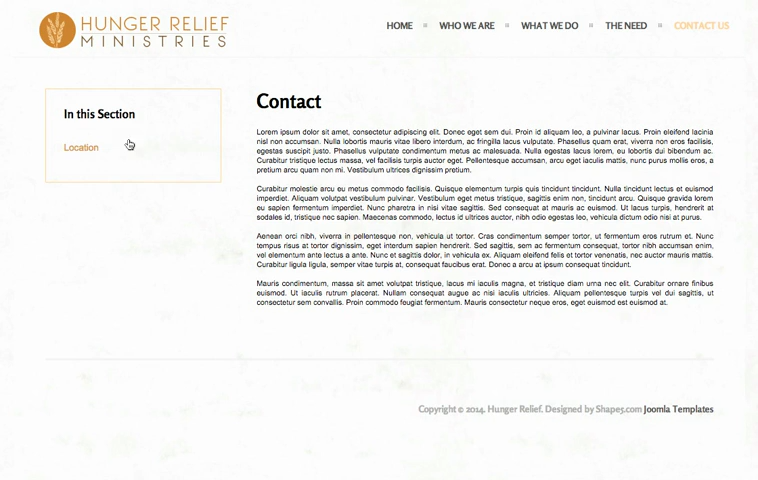 HUNGER RELIEF
MINISTRIES
HOME WHO WE ARE WHAT WE DO THE NEED CONTACT US
In this Section
Location
Contact
Lorem ipsum dolor sit amet, consectetur adipiscing elit. Donec eget sem dui. Proin id aliquam leo, a pulvinar lacus. Proin eleifend lacinia
nisl non accumsan. Nulla lobortis mauris vitae libero interdum, ac fringilla lacus vulputate. Phasellus quam erat, viverra non eros facilisis,
egestas suscipit justo. Phasellus vulputate condimentum metus ac malesuada. Nulla egestas lacus lorem, eu lobortis dui bibendum ac.
Curabitur tristique lectus massa, vel facilisis turpis auctor eget. Pellentesque accumsan, arcu eget iaculis mattis, nunc purus mollis eros, a
pretium arcu quam non mi. Vestibulum ultrices dignissim pretium.
Curabitur molestie arcu eu metus commodo facilisis. Quisque elementum turpis quis tincidunt tincidunt. Nulla tincidunt lectus et euismod
imperdiet. Aliquam volutpat vestibulum pulvinar. Vestibulum eget metus tristique, sagittis enim non, tincidunt arcu. Quisque gravida lorem
eu sapien fermentum imperdiet. Nunc pharetra in nisi vitae sagittis. Sed consequat at mauris ac euismod. Ut lacus turpis, hendrerit at
sodales id, tristique nec sapien. Maecenas commodo, lectus id ultrices auctor, nibh odio egestas leo, vehicula dictum odio nisi at purus.
Aenean orci nibh, viverra in pellentesque non, vehicula ut tortor. Cras condimentum semper tortor, ut fermentum eros rutrum et. Nunc
tempus risus at tortor dignissim, eget interdum sapien hendrerit. Sed sagittis, sem ac fermentum consequat, tortor nibh accumsan enim,
vel elementum ante lectus a ante. Nunc et sagittis dolor, in vehicula ex. Aliquam eleifend felis et tortor venenatis, nec auctor mauris mattis.
Curabitur ligula ligula, semper vitae turpis at, consequat faucibus erat. Donec a arcu at ipsum consequat tincidunt.
Mauris condimentum, massa sit amet volutpat tristique, lacus mi iaculis magna, et tristique diam urna nec elit. Curabitur ornare finibus
euismod. Ut iaculis rutrum placerat. Nullam consequat augue ac nisi iaculis ultricies. Aliquam pellentesque turpis vel dui sagittis, ut
consectetur sem convallis. Proin commodo feugiat fermentum. Mauris consectetur neque eros, eget euismod est euismod at.
Copyright © 2014. Hunger Relief. Designed by Shape5.com Joomla Templates